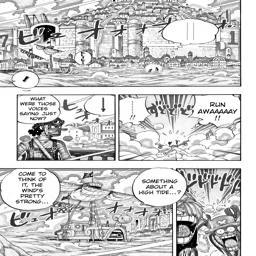 RUN
AWAAAAAY
!!
WHAT
WERE THOSE
VOICES
SAYING JUST
NOW?
SOMETHING
ABOUT A
HIGH TIDE...?
COME TO
THINK OF
IT, THE
WIND'S
PRETTY
STRONG...